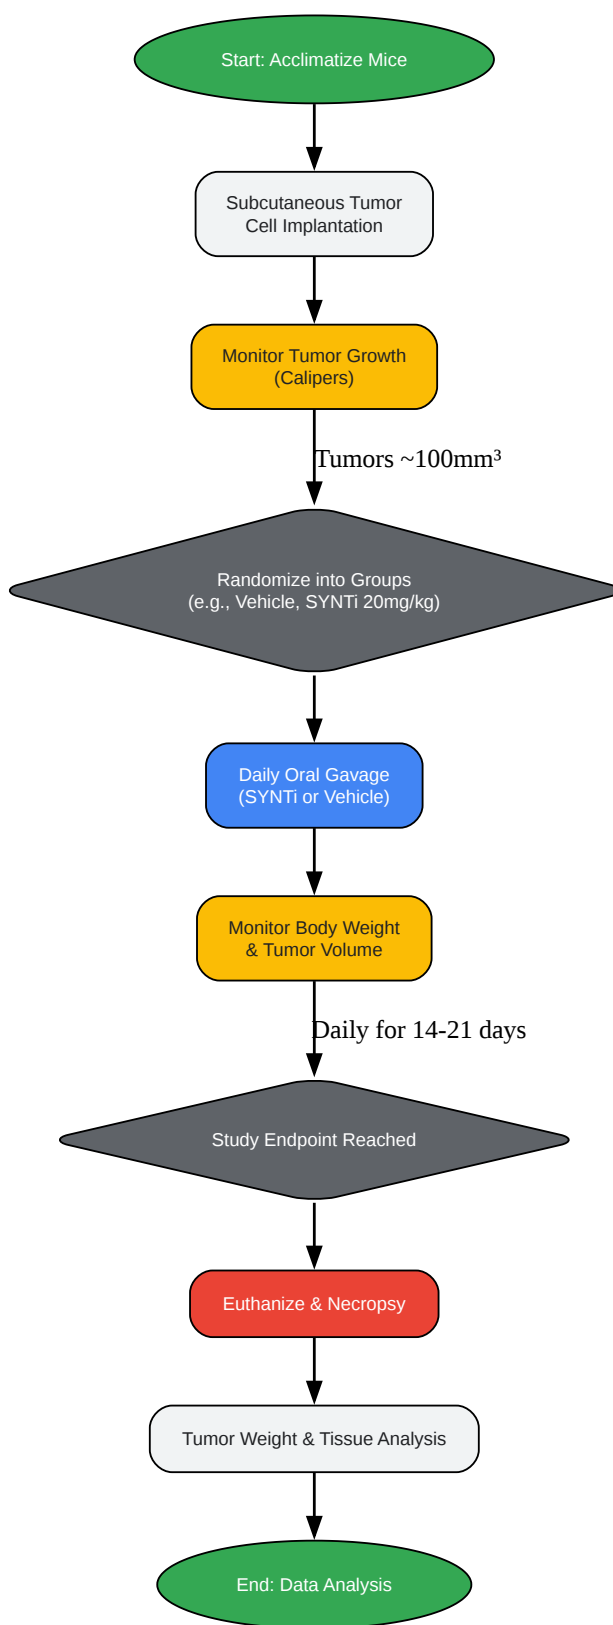 Start: Acclimatize Mice
Subcutaneous Tumor
Cell Implantation
Monitor Tumor Growth
(Calipers)
Tumors ~100mm³
Randomize into Groups
(e.g., Vehicle, SYNTi 20mg/kg)
Daily Oral Gavage
(SYNTi or Vehicle)
Monitor Body Weight
& Tumor Volume
Daily for 14-21 days
Study Endpoint Reached
Euthanize & Necropsy
Tumor Weight & Tissue Analysis
End: Data Analysis